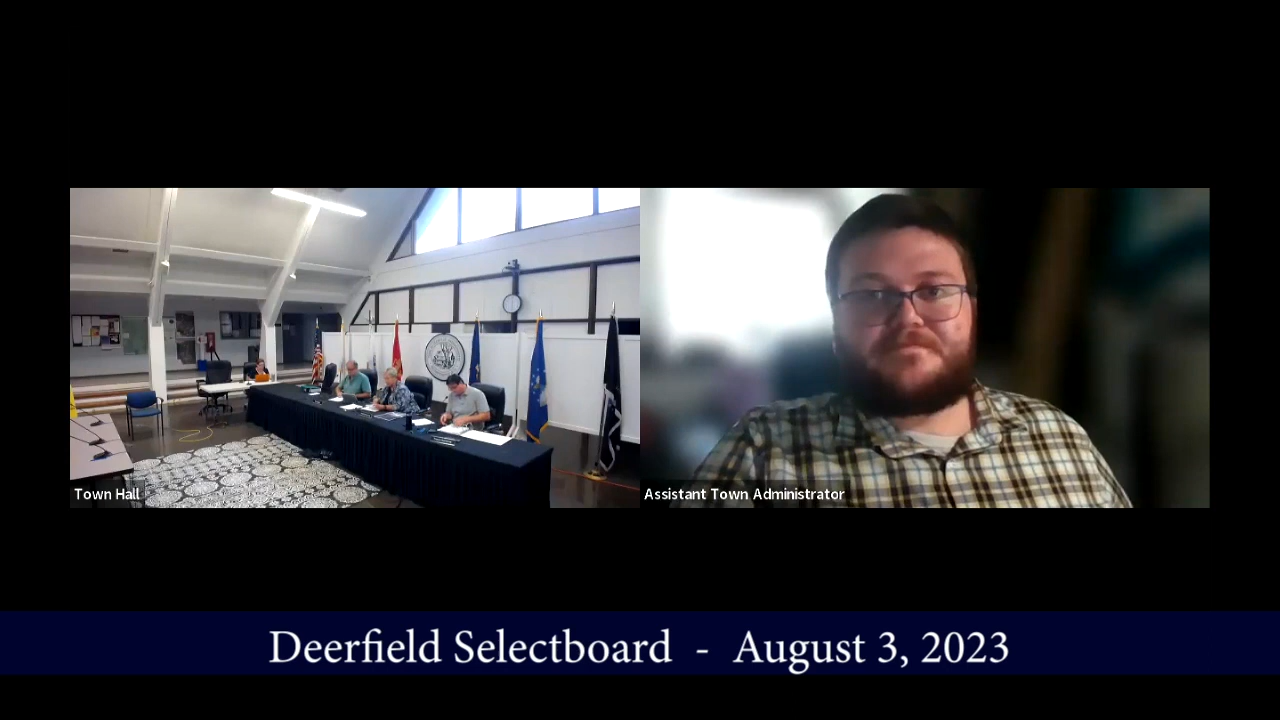 Town Hall
Assistant Town Administrator
Deerfield Selectboard - August 3, 2023